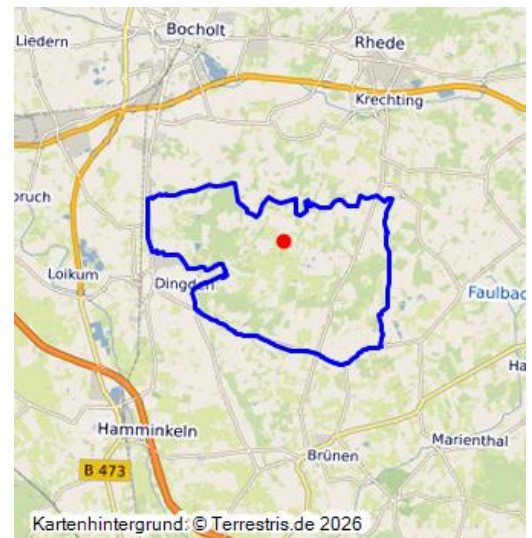 Bocholt
Liedern
Rhede
Krechting
bruch
Loikum
Dingden
Faulbac
Ha
Hamminkeln
B 473
Marienthal
Brünen
Kartenhintergrund: © Terrestris.de 2026